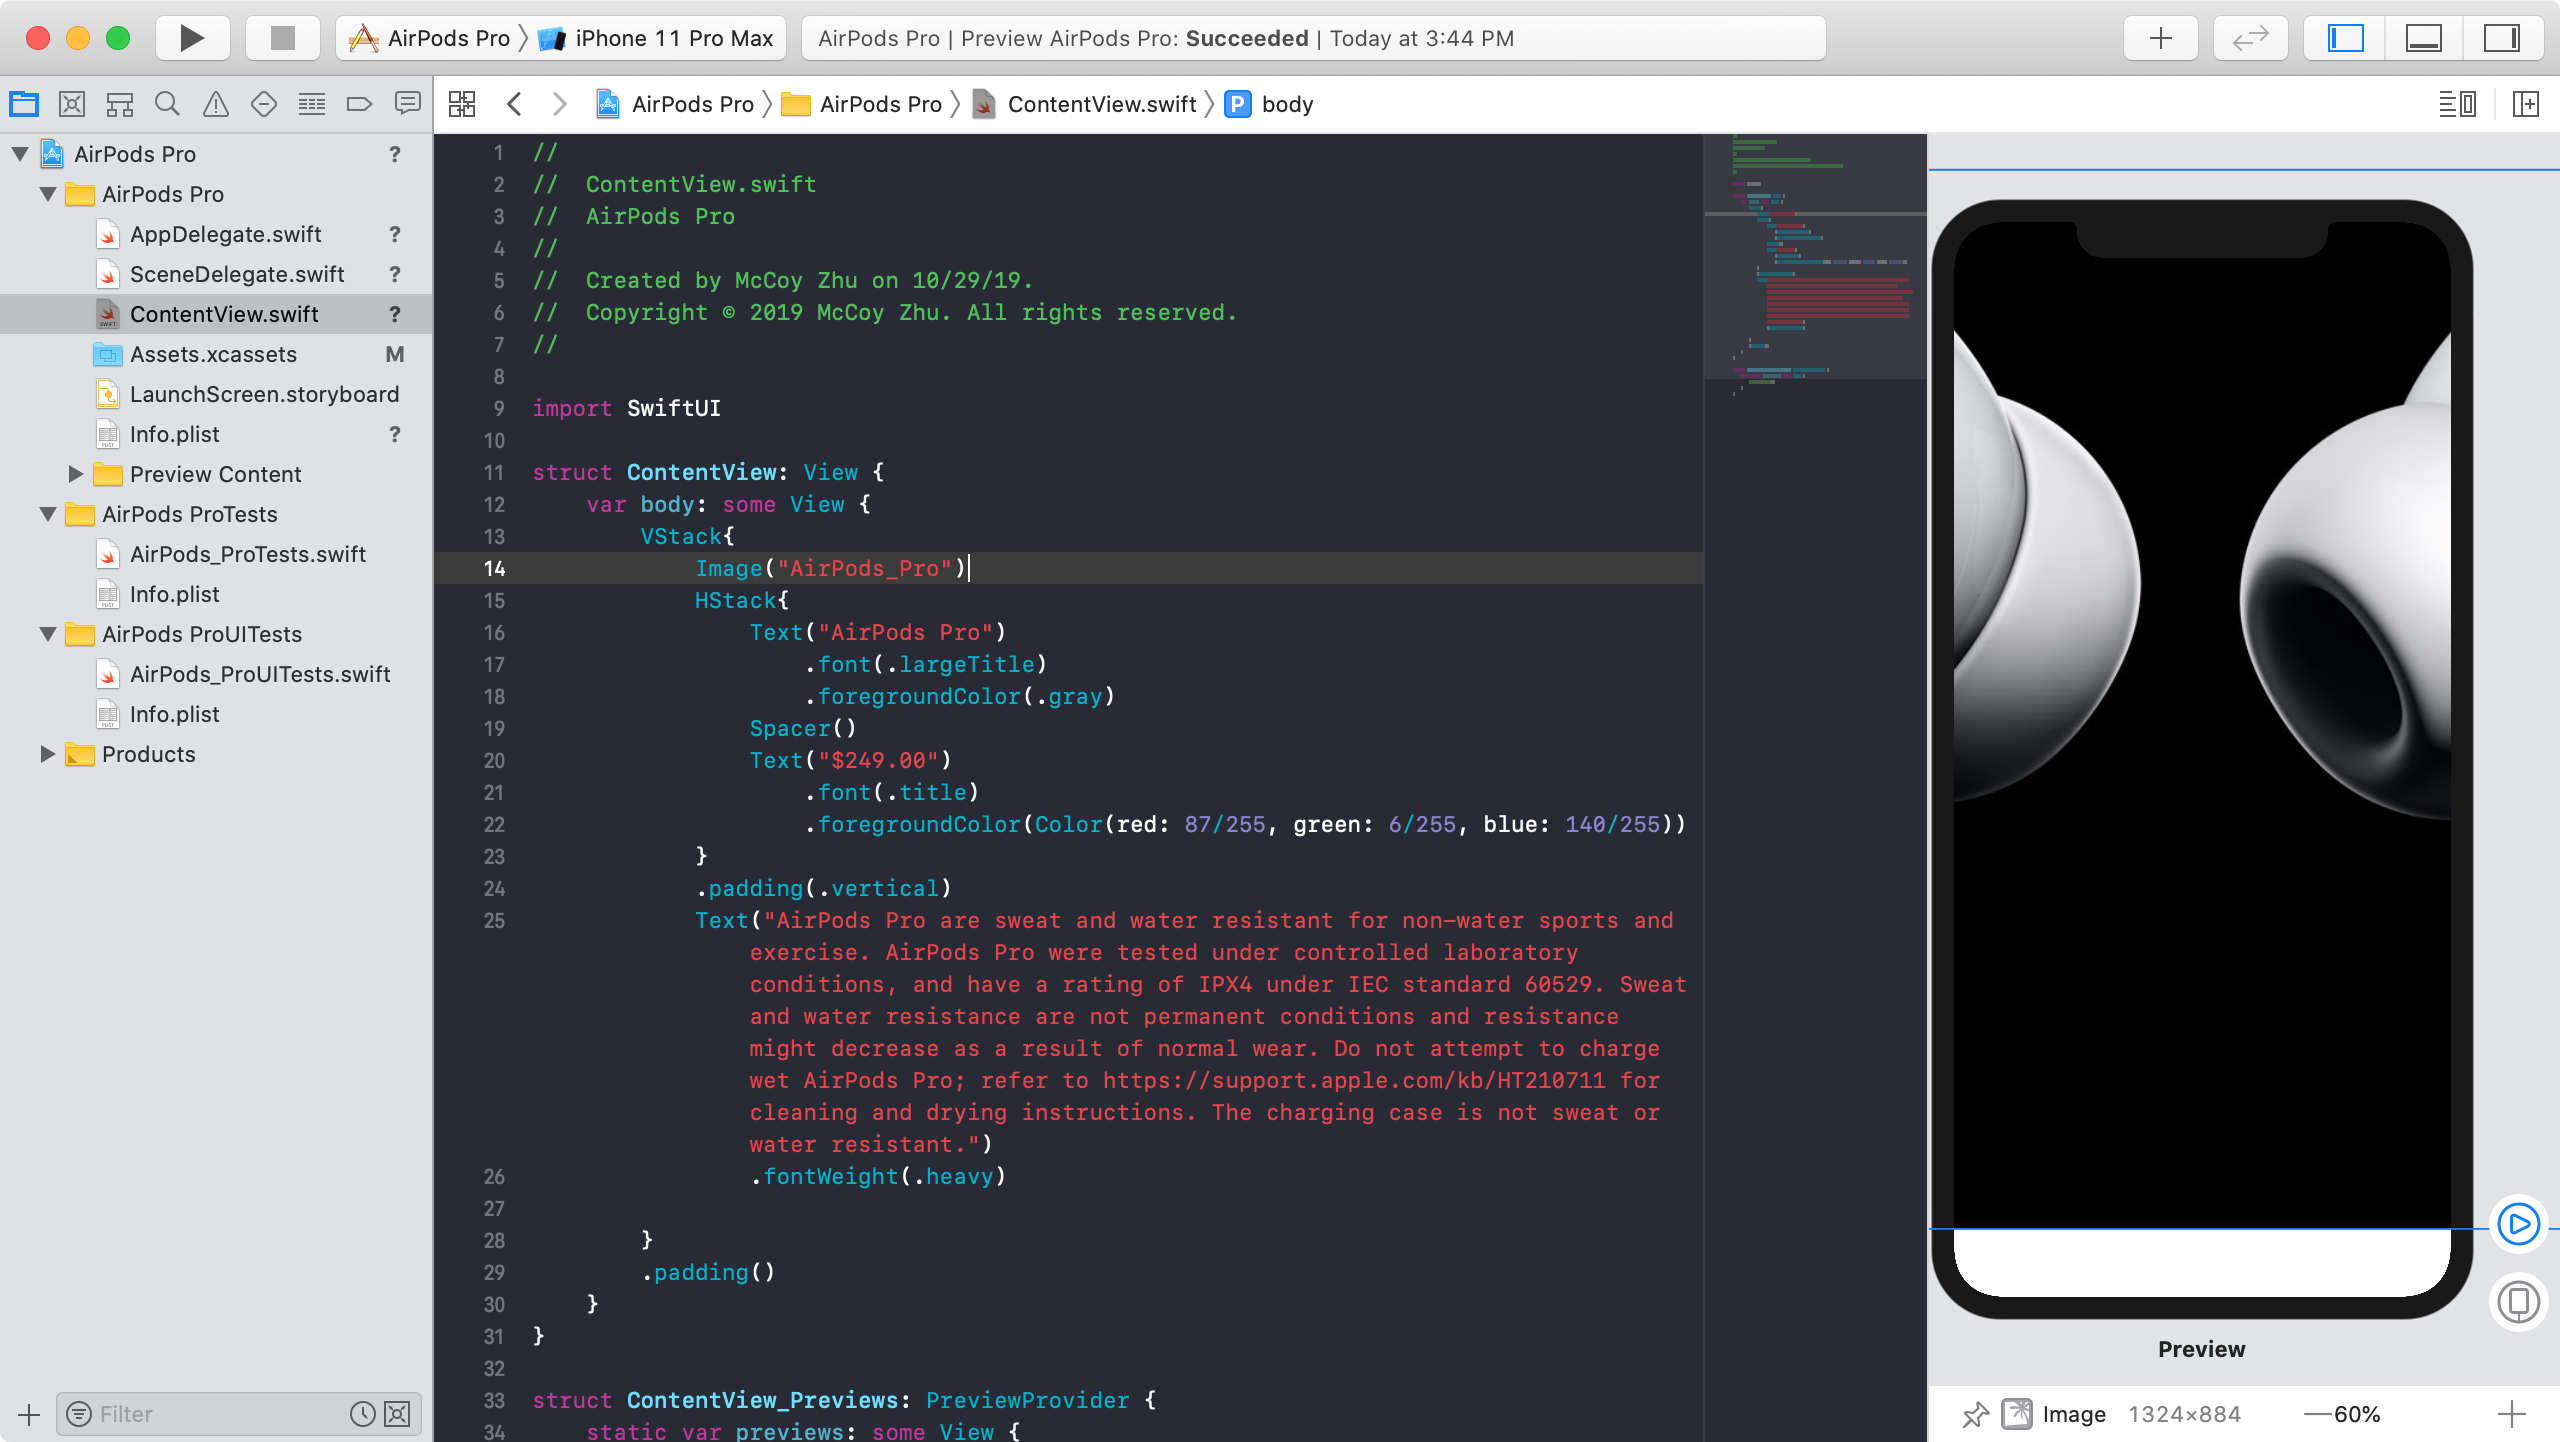 AirPods Pro 〉 iPhone 11 Pro Max
AirPods Pro | Preview AirPods Pro: Succeeded | Today at 3:44 PM
AirPods Pro 〉 AirPods Pro 〉 ContentView.swift 〉 P body
AirPods Pro ?
AirPods Pro
AppDelegate.swift ?
SceneDelegate.swift ?
ContentView.swift ?
Assets.xcassets M
LaunchScreen.storyboard
Info.plist ?
Preview Content
AirPods ProTests
AirPods_ProTests.swift
Info.plist
AirPods ProUITests
AirPods_ProUITests.swift
Info.plist
Products
Filter
1 //
2 //  ContentView.swift
3 //  AirPods Pro
4 //
5 //  Created by McCoy Zhu on 10/29/19.
6 //  Copyright © 2019 McCoy Zhu. All rights reserved.
7 //
8
9 import SwiftUI
10
11 struct ContentView: View {
12     var body: some View {
13         VStack{
14             Image("AirPods_Pro")
15             HStack{
16                 Text("AirPods Pro")
17                     .font(.largeTitle)
18                     .foregroundColor(.gray)
19                 Spacer()
20                 Text("$249.00")
21                     .font(.title)
22                     .foregroundColor(Color(red: 87/255, green: 6/255, blue: 140/255))
23             }
24             .padding(.vertical)
25             Text("AirPods Pro are sweat and water resistant for non-water sports and
exercise. AirPods Pro were tested under controlled laboratory
conditions, and have a rating of IPX4 under IEC standard 60529. Sweat
and water resistance are not permanent conditions and resistance
might decrease as a result of normal wear. Do not attempt to charge
wet AirPods Pro; refer to https://support.apple.com/kb/HT210711 for
cleaning and drying instructions. The charging case is not sweat or
water resistant.")
26                 .fontWeight(.heavy)
27
28         }
29         .padding()
30     }
31 }
32
33 struct ContentView_Previews: PreviewProvider {
34     static var previews: some View {
Preview
Image 1324×884 — 60% +